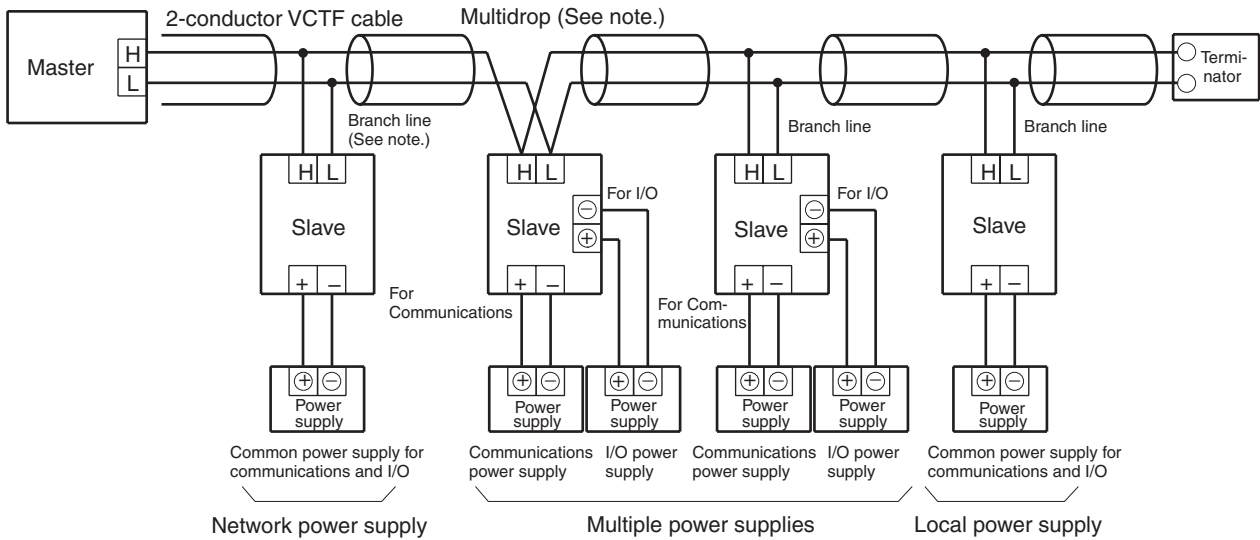 2-conductor VCTF cable
Multidrop (See note.)
Master
H
L
Termi-
nator
Branch line
(See note.)
Branch line
Branch line
H L
H L
H L
H L
For I/O
For I/O
Slave
Slave
Slave
Slave
⊖
⊕
⊖
⊕
+ −
+ −
+ −
+ −
For
Communications
For Com-
munications
⊕ ⊖
⊕ ⊖
⊕ ⊖
⊕ ⊖
⊕ ⊖
⊕ ⊖
Power
supply
Power
supply
Power
supply
Power
supply
Power
supply
Power
supply
Common power supply for
communications and I/O
Communications
power supply
I/O power
supply
Communications
power supply
I/O power
supply
Common power supply for
communications and I/O
Network power supply
Multiple power supplies
Local power supply